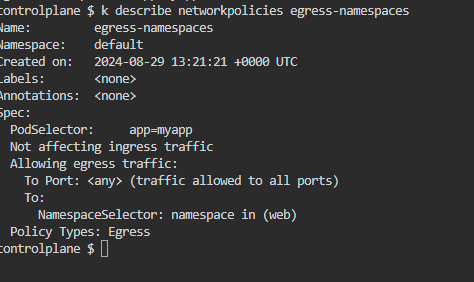 controlplane $ k describe networkpolicies egress-namespaces
Name:         egress-namespaces
Namespace:    default
Created on:   2024-08-29 13:21:21 +0000 UTC
Labels:       <none>
Annotations:  <none>
Spec:
  PodSelector:     app=myapp
  Not affecting ingress traffic
  Allowing egress traffic:
    To Port: <any> (traffic allowed to all ports)
    To:
      NamespaceSelector: namespace in (web)
  Policy Types: Egress
controlplane $